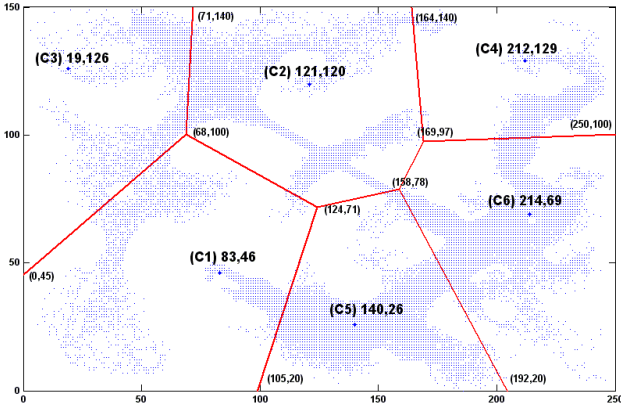 150
(71,140)
(164,140)
(C3) 19,126
(C2) 121,120
(C4) 212,129
100
(68,100)
(169,97)
(250,100)
(158,78)
(124,71)
(C6) 214,69
50
(0,45)
(C1) 83,46
(C5) 140,26
(105,20)
(192,20)
0
0 50 100 150 200 250